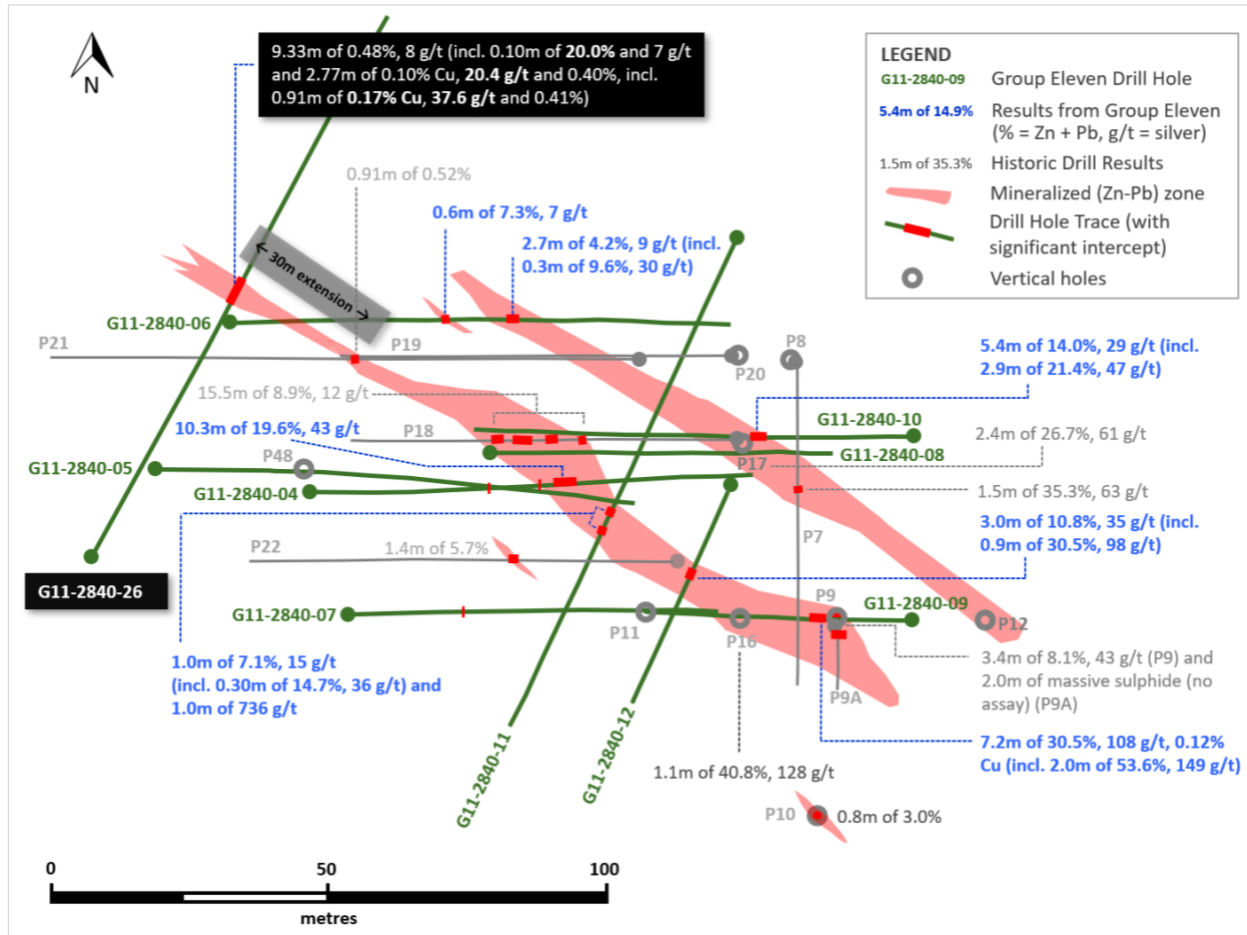 N
9.33m of 0.48%, 8 g/t (incl. 0.10m of 20.0% and 7 g/t
and 2.77m of 0.10% Cu, 20.4 g/t and 0.40%, incl.
0.91m of 0.17% Cu, 37.6 g/t and 0.41%)
LEGEND
G11-2840-09 Group Eleven Drill Hole
5.4m of 14.9% Results from Group Eleven
(% = Zn + Pb, g/t = silver)
1.5m of 35.3% Historic Drill Results
Mineralized (Zn-Pb) zone
Drill Hole Trace (with
significant intercept)
Vertical holes
0.91m of 0.52%
0.6m of 7.3%, 7 g/t
2.7m of 4.2%, 9 g/t (incl.
0.3m of 9.6%, 30 g/t)
← 30m extension →
G11-2840-06
P21
P19
P20
P8
5.4m of 14.0%, 29 g/t (incl.
2.9m of 21.4%, 47 g/t)
15.5m of 8.9%, 12 g/t
10.3m of 19.6%, 43 g/t
P18
G11-2840-10
2.4m of 26.7%, 61 g/t
G11-2840-08
P17
G11-2840-05
P48
G11-2840-04
1.5m of 35.3%, 63 g/t
3.0m of 10.8%, 35 g/t (incl.
0.9m of 30.5%, 98 g/t)
P7
P22
1.4m of 5.7%
G11-2840-26
G11-2840-07
P11
P16
P9
G11-2840-09
P12
3.4m of 8.1%, 43 g/t (P9) and
2.0m of massive sulphide (no
assay) (P9A)
P9A
1.0m of 7.1%, 15 g/t
(incl. 0.30m of 14.7%, 36 g/t) and
1.0m of 736 g/t
G11-2840-11
G11-2840-12
7.2m of 30.5%, 108 g/t, 0.12%
Cu (incl. 2.0m of 53.6%, 149 g/t)
1.1m of 40.8%, 128 g/t
P10
0.8m of 3.0%
0 50 100
metres